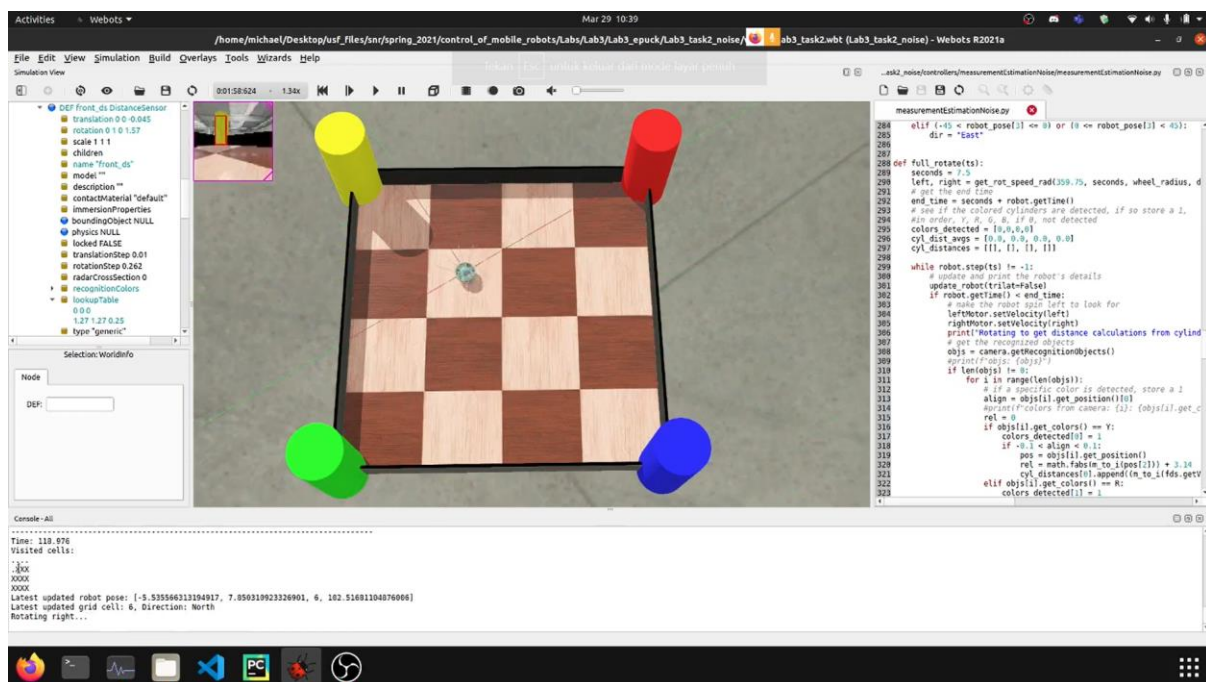 Activities
Webots
Mar 29 10:39
/home/michael/Desktop/usf_files/snr/spring_2021/control_of_mobile_robots/Labs/Lab3/Lab3_epuck/Lab3_task2_noise/
ab3_task2.wbt (Lab3_task2_noise) - Webots R2021a
File Edit View Simulation Build Overlays Tools Wizards Help
Tekan Esc untuk keluar dari mode layar penuh
Simulation View
...ask2_noise/controllers/measurementEstimationNoise/measurementEstimationNoise.py
0:01:58:624 - 1.34x
DEF front_ds DistanceSensor
translation 0 0 -0.045
rotation 0 1 0 1.57
scale 1 1 1
children
name "front_ds"
model ""
description ""
contactMaterial "default"
immersionProperties
boundingObject NULL
physics NULL
locked FALSE
translationStep 0.01
rotationStep 0.262
radarCrossSection 0
recognitionColors
lookupTable
0 0 0
1.27 1.27 0.25
type "generic"
Selection: WorldInfo
Node
DEF:
measurementEstimationNoise.py
284 elif (-45 < robot_pose[3] <= 0) or (0 <= robot_pose[3] < 45):
285 dir = "East"
286
287
288 def full_rotate(ts):
289 seconds = 7.5
290 left, right = get_rot_speed_rad(359.75, seconds, wheel_radius, d
291 # get the end time
292 end_time = seconds + robot.getTime()
293 # see if the colored cylinders are detected, if so store a 1,
294 #in order, Y, R, G, B, if 0, not detected
295 colors_detected = [0,0,0,0]
296 cyl_dist_avgs = [0.0, 0.0, 0.0, 0.0]
297 cyl_distances = [[], [], [], []]
298
299 while robot.step(ts) != -1:
300 # update and print the robot's details
301 update_robot(trilat=False)
302 if robot.getTime() < end_time:
303 # make the robot spin left to look for
304 leftMotor.setVelocity(left)
305 rightMotor.setVelocity(right)
306 print("Rotating to get distance calculations from cylind
307 # get the recognized objects
308 objs = camera.getRecognitionObjects()
309 #print(f"objs: {objs}")
310 if len(objs) != 0:
311 for i in range(len(objs)):
312 # if a specific color is detected, store a 1
313 align = objs[i].get_position()[0]
314 #print(f"colors from camera: {i}: {objs[i].get_c
315 rel = 0
316 if objs[i].get_colors() == Y:
317 colors_detected[0] = 1
318 if -0.1 < align < 0.1:
319 pos = objs[i].get_position()
320 rel = math.fabs(m_to_i(pos[2])) + 3.14
321 cyl_distances[0].append((m_to_i(fds.getV
322 elif objs[i].get_colors() == R:
323 colors_detected[1] = 1
Console - All
Time: 118.976
Visited cells:
....
XXXX
XXXX
Latest updated robot pose: [-5.535566313194917, 7.850310923326901, 6, 102.51681104876006]
Latest updated grid cell: 6, Direction: North
Rotating right...